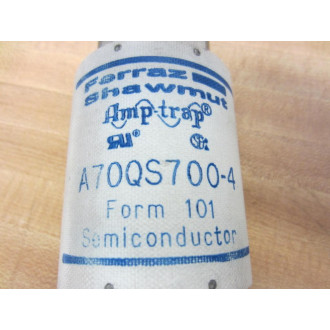 Ferraz
Shawmut
Amp-trap®
A70QS700-4
Form 101
Semiconductor